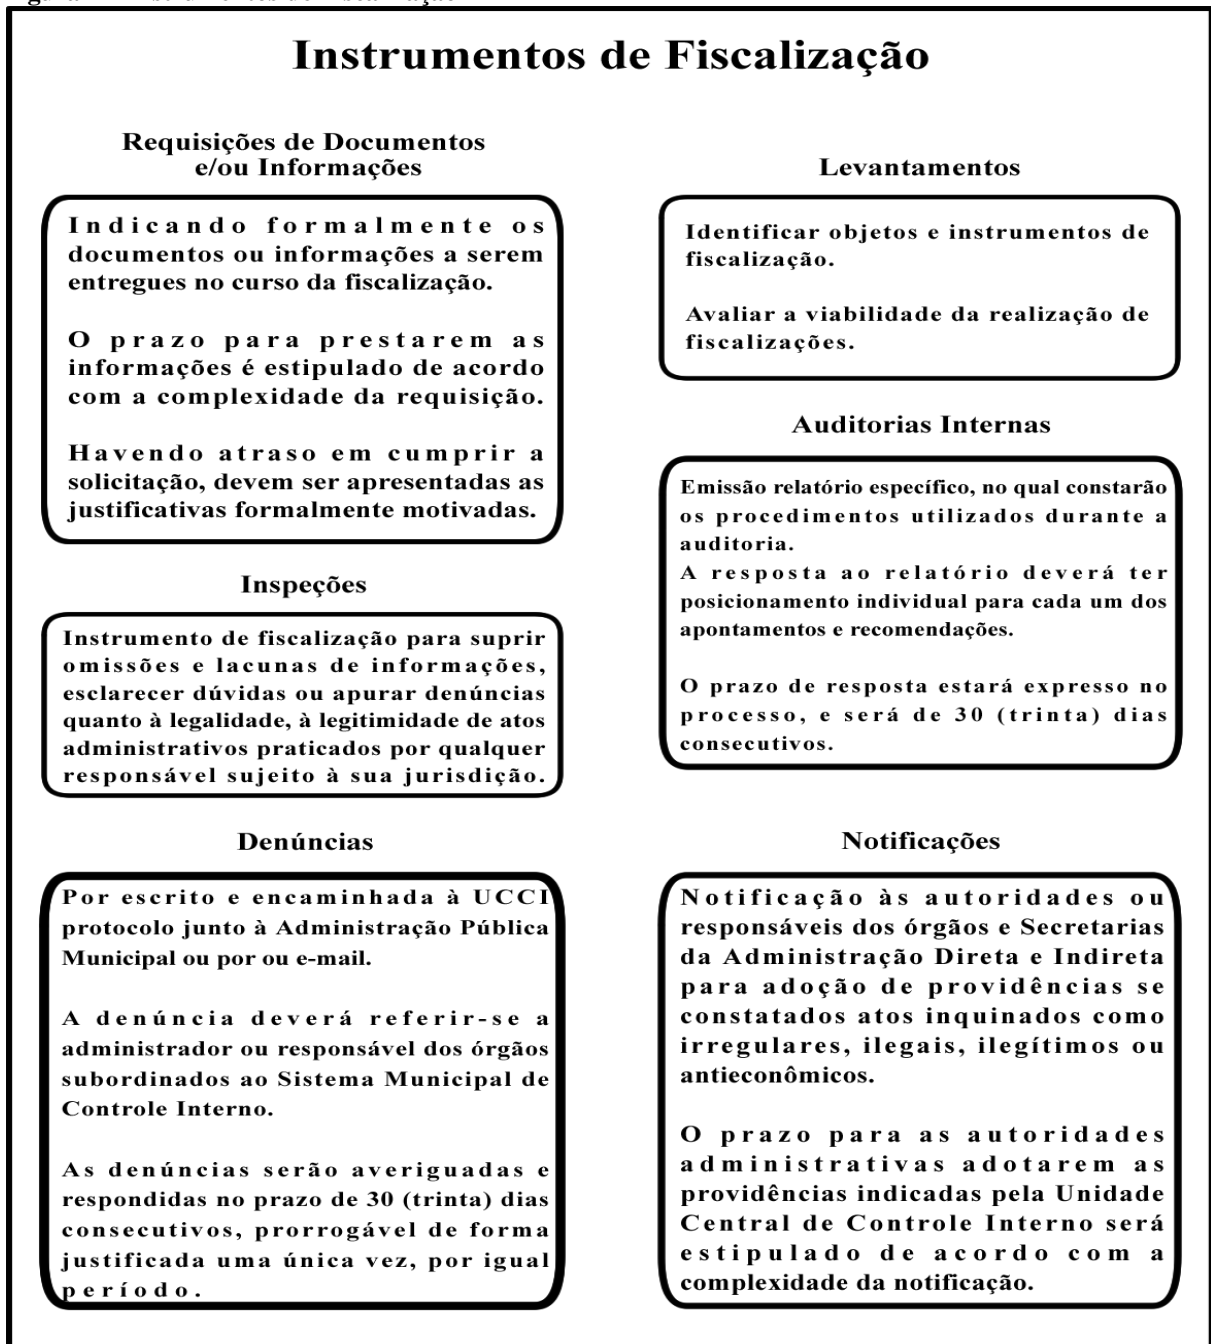 Instrumentos de Fiscalização
Requisições de Documentos
e/ou Informações
Indicando formalmente os
documentos ou informações a serem
entregues no curso da fiscalização.
O prazo para prestarem as
informações é estipulado de acordo
com a complexidade da requisição.
Havendo atraso em cumprir a
solicitação, devem ser apresentadas as
justificativas formalmente motivadas.
Levantamentos
Identificar objetos e instrumentos de
fiscalização.
Avaliar a viabilidade da realização de
fiscalizações.
Auditorias Internas
Emissão relatório específico, no qual constarão
os procedimentos utilizados durante a
auditoria.
A resposta ao relatório deverá ter
posicionamento individual para cada um dos
apontamentos e recomendações.
O prazo de resposta estará expresso no
processo, e será de 30 (trinta) dias
consecutivos.
Inspeções
Instrumento de fiscalização para suprir
omissões e lacunas de informações,
esclarecer dúvidas ou apurar denúncias
quanto à legalidade, à legitimidade de atos
administrativos praticados por qualquer
responsável sujeito à sua jurisdição.
Denúncias
Por escrito e encaminhada à UCCI
protocolo junto à Administração Pública
Municipal ou por ou e-mail.
A denúncia deverá referir-se a
administrador ou responsável dos órgãos
subordinados ao Sistema Municipal de
Controle Interno.
As denúncias serão averiguadas e
respondidas no prazo de 30 (trinta) dias
consecutivos, prorrogável de forma
justificada uma única vez, por igual
período.
Notificações
Notificação às autoridades ou
responsáveis dos órgãos e Secretarias
da Administração Direta e Indireta
para adoção de providências se
constatados atos inquinados como
irregulares, ilegais, ilegítimos ou
antieconômicos.
O prazo para as autoridades
administrativas adotarem as
providências indicadas pela Unidade
Central de Controle Interno será
estipulado de acordo com a
complexidade da notificação.